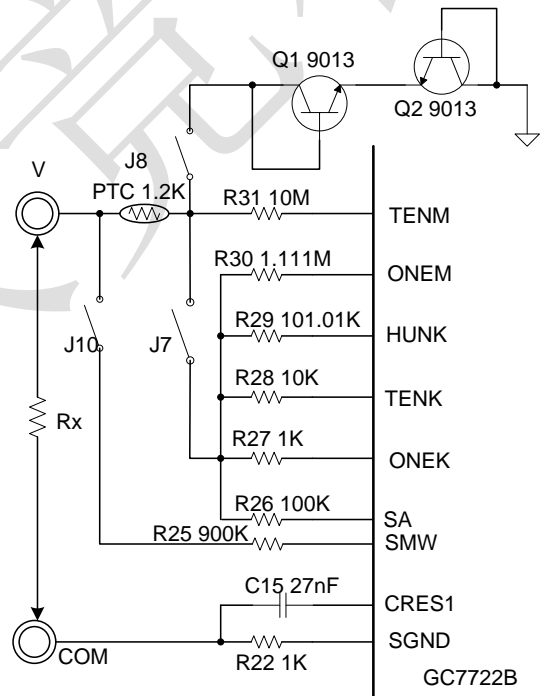 Q1 9013
Q2 9013
V
J8
PTC 1.2K
R31 10M
TENM
R30 1.111M
ONEM
R29 101.01K
HUNK
J10
J7
R28 10K
TENK
Rx
R27 1K
ONEK
R26 100K
SA
R25 900K
SMW
C15 27nF
CRES1
SGND
COM
R22 1K
GC7722B